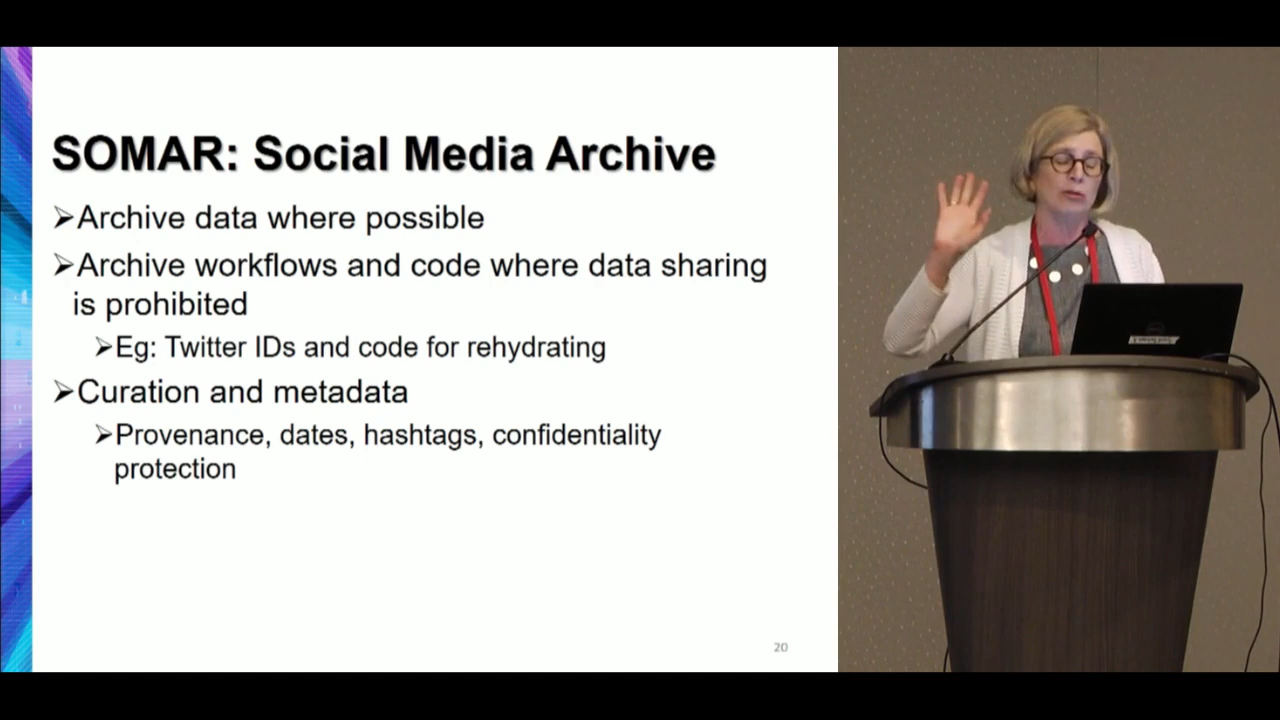 SOMAR: Social Media Archive
➢Archive data where possible
➢Archive workflows and code where data sharing
is prohibited
➢Eg: Twitter IDs and code for rehydrating
➢Curation and metadata
➢Provenance, dates, hashtags, confidentiality
protection
20